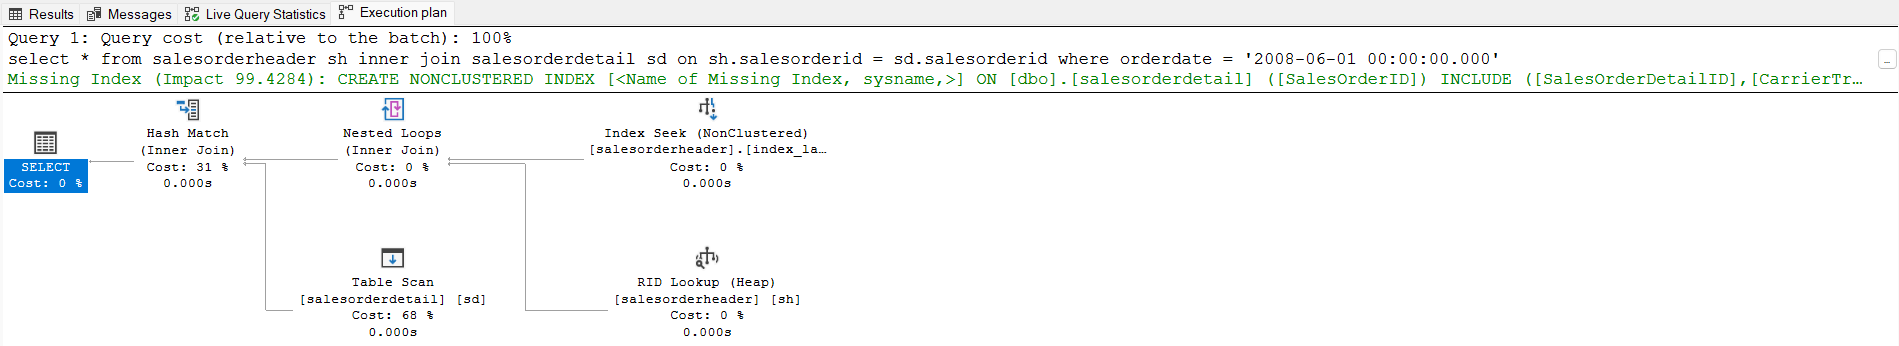 Results Messages Live Query Statistics Execution plan
Query 1: Query cost (relative to the batch): 100%
select * from salesorderheader sh inner join salesorderdetail sd on sh.salesorderid = sd.salesorderid where orderdate = '2008-06-01 00:00:00.000'
Missing Index (Impact 99.4284): CREATE NONCLUSTERED INDEX [<Name of Missing Index, sysname,>] ON [dbo].[salesorderdetail] ([SalesOrderID]) INCLUDE ([SalesOrderDetailID],[CarrierTr…
SELECT
Cost: 0 %
Hash Match
(Inner Join)
Cost: 31 %
0.000s
Nested Loops
(Inner Join)
Cost: 0 %
0.000s
Index Seek (NonClustered)
[salesorderheader].[index_la…
Cost: 0 %
0.000s
Table Scan
[salesorderdetail] [sd]
Cost: 68 %
0.000s
RID Lookup (Heap)
[salesorderheader] [sh]
Cost: 0 %
0.000s